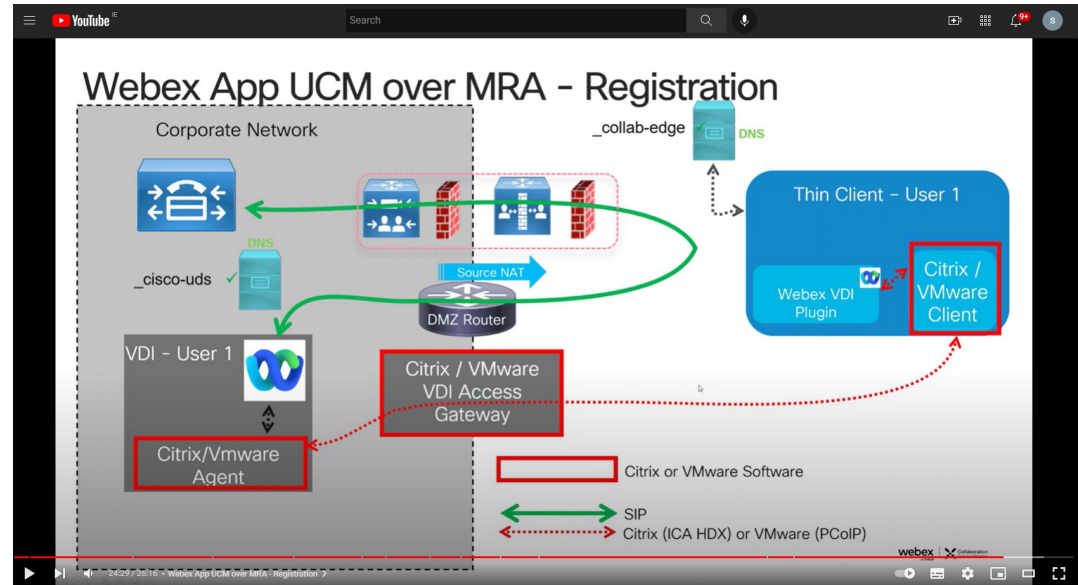 YouTube IE
Search
9+
S
Webex App UCM over MRA - Registration
Corporate Network
_collab-edge
DNS
Thin Client - User 1
DNS
_cisco-uds
Source NAT
DMZ Router
Webex VDI
Plugin
Citrix /
VMware
Client
VDI - User 1
Citrix / VMware
VDI Access
Gateway
Citrix/Vmware
Agent
Citrix or VMware Software
SIP
Citrix (ICA HDX) or VMware (PCoIP)
webex
Collaboration
24:29 / 26:16 • Webex App UCM over MRA - Registration >